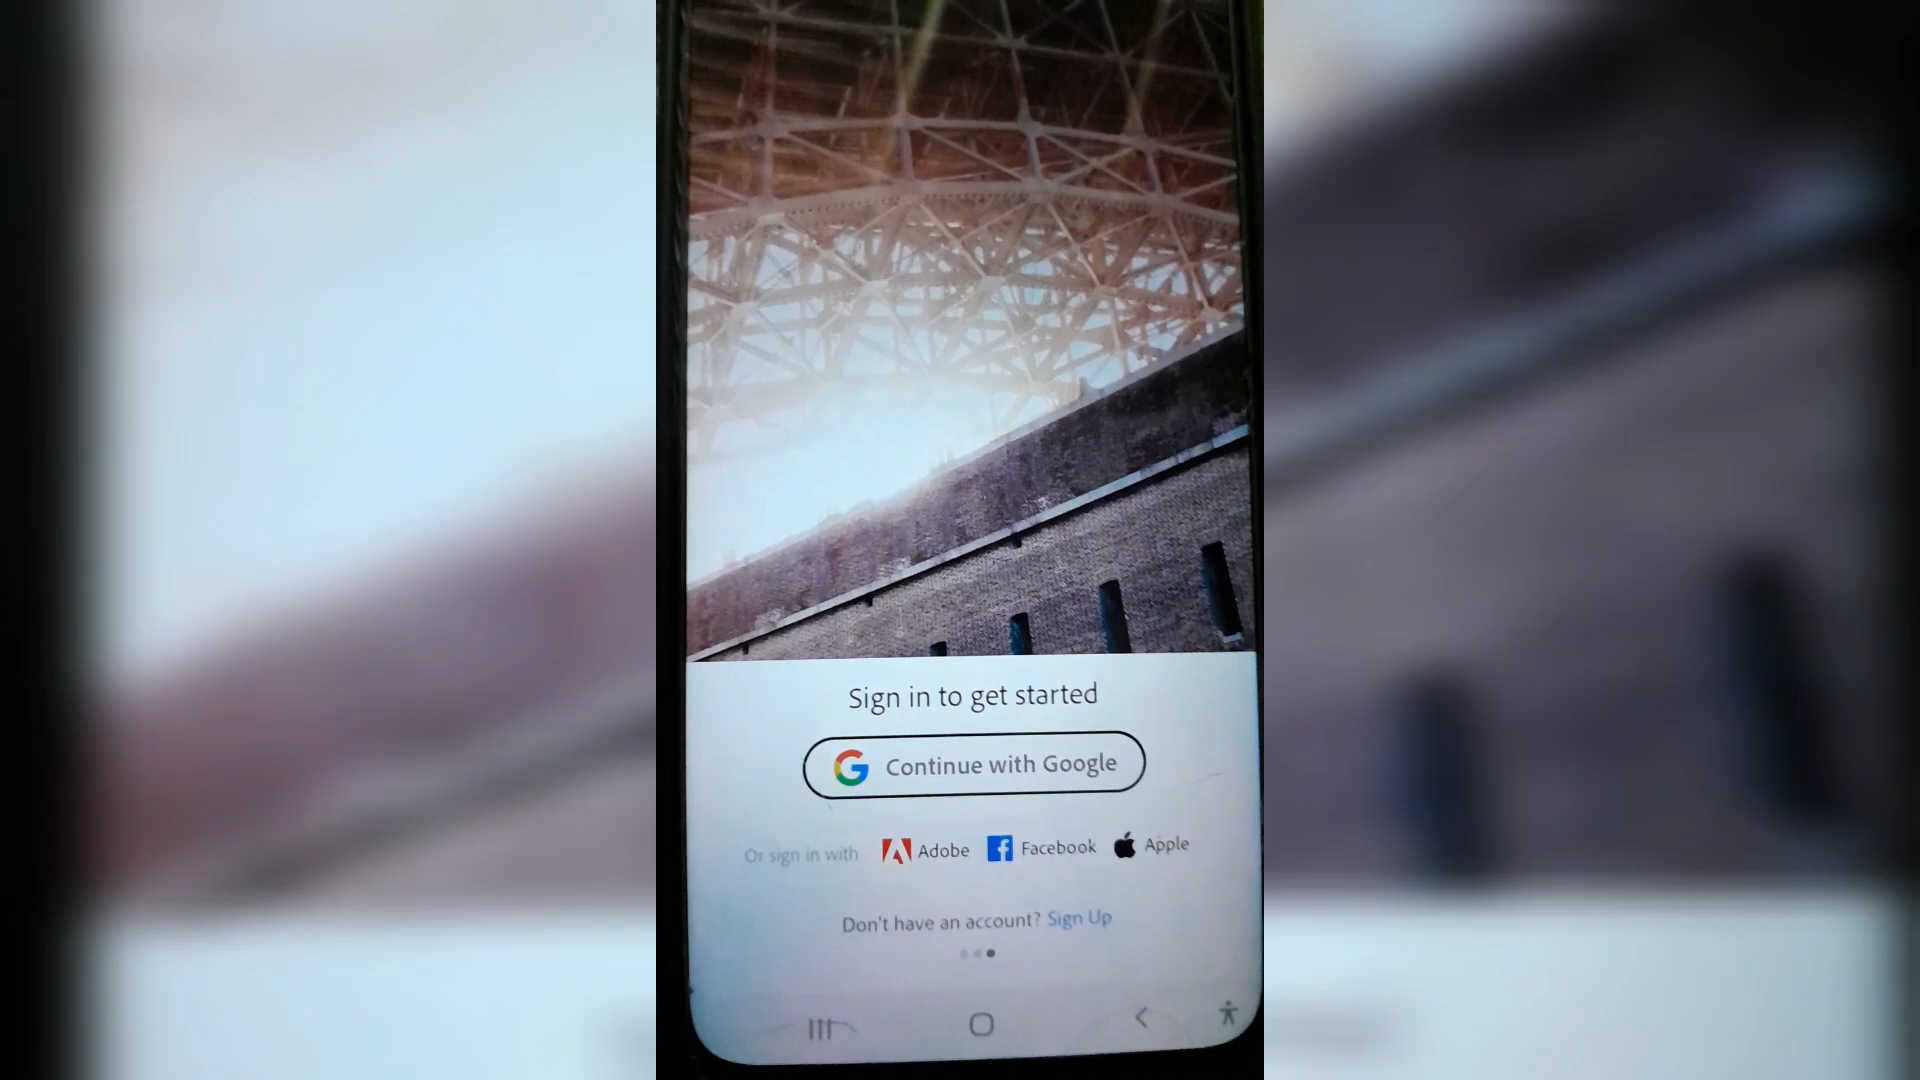 Sign in to get started
Continue with Google
Or sign in with Adobe Facebook Apple
Don't have an account? Sign Up